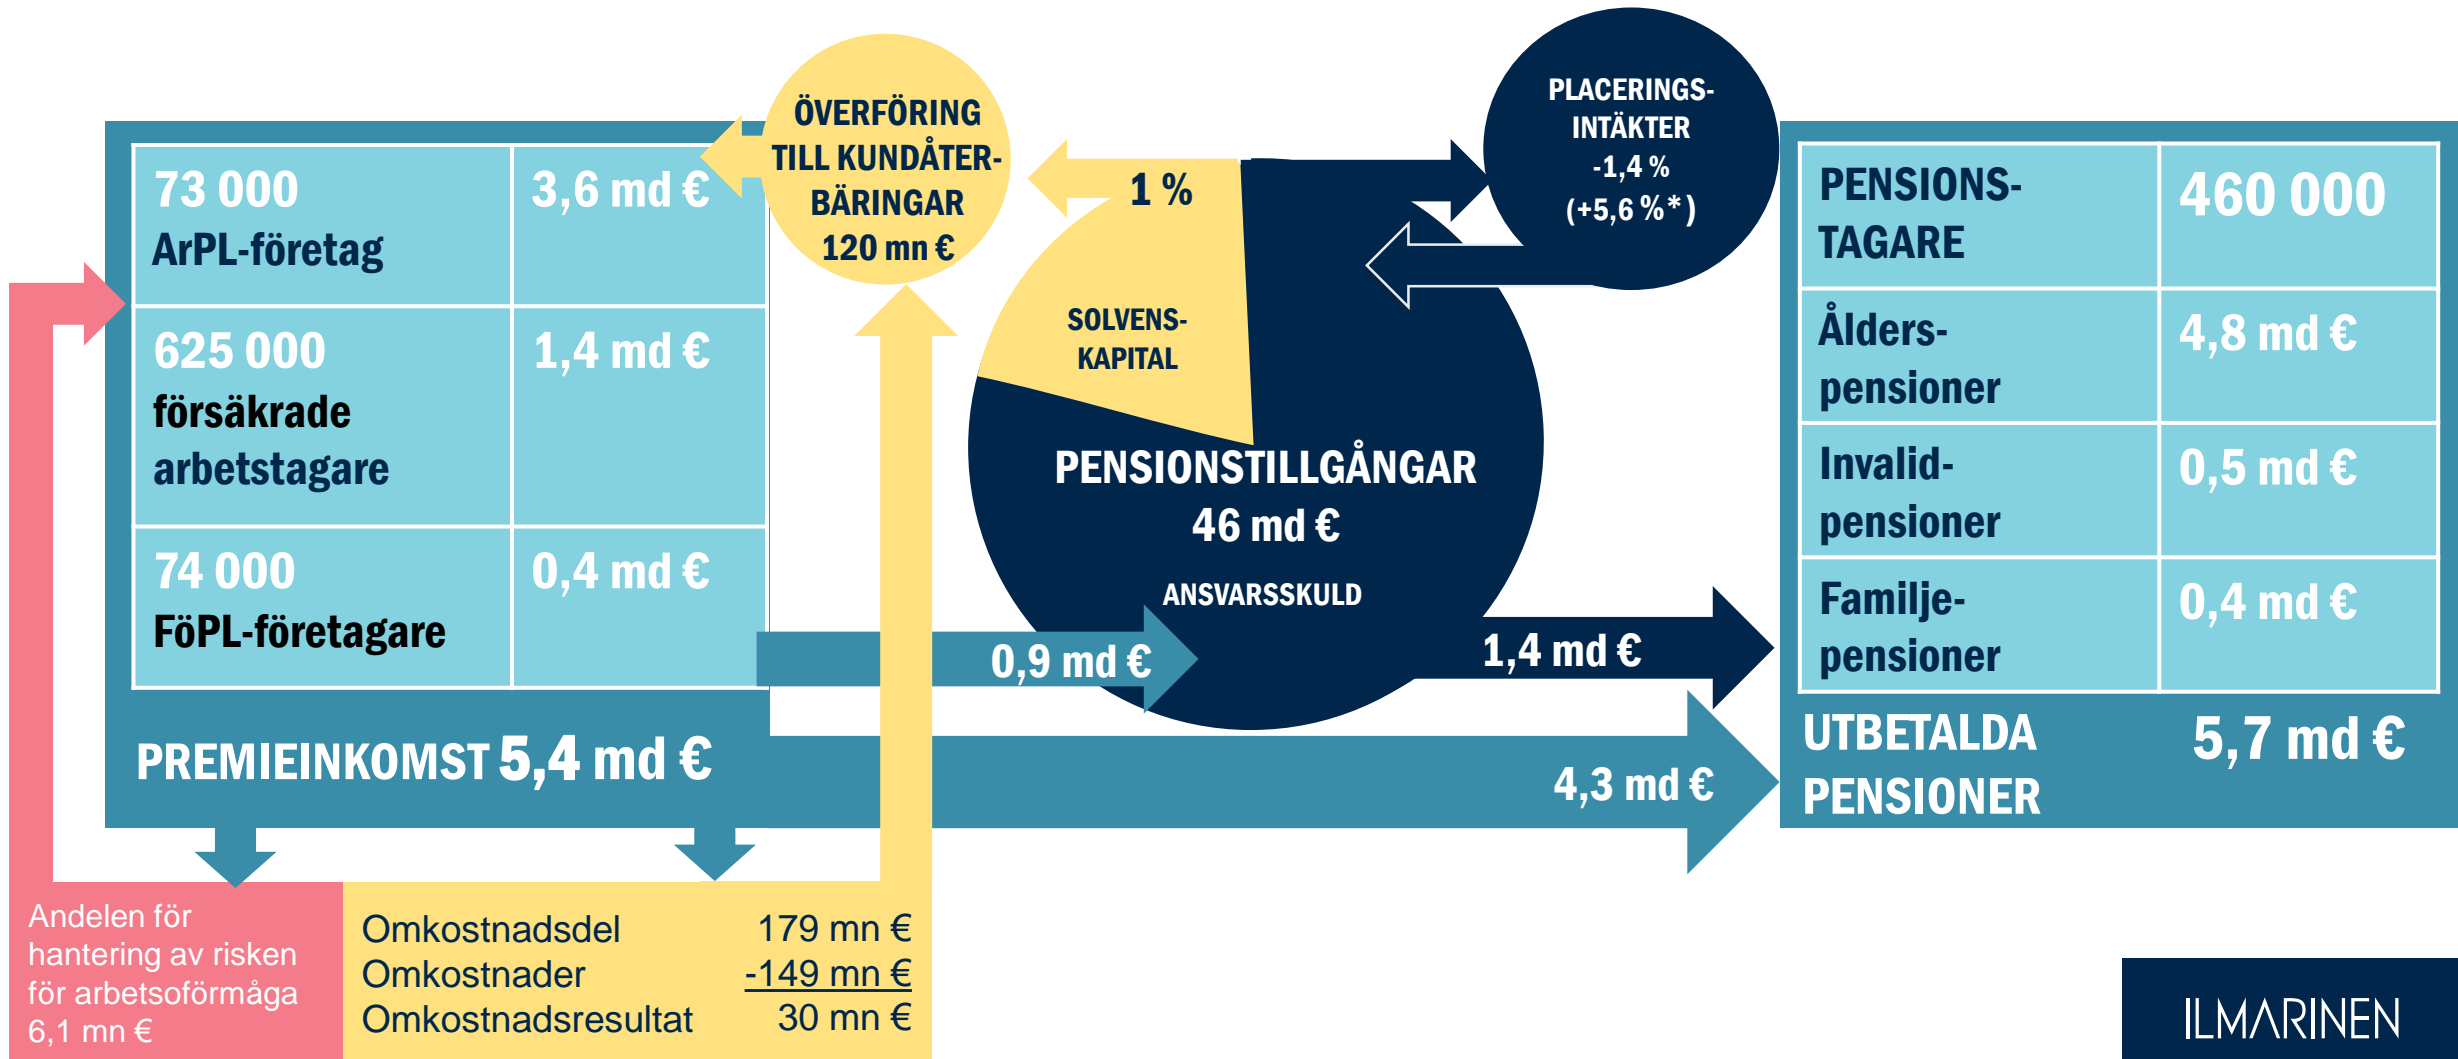 73 000
ArPL-företag
3,6 md €
625 000
försäkrade
arbetstagare
1,4 md €
74 000
FöPL-företagare
0,4 md €
PREMIEINKOMST 5,4 md €
ÖVERFÖRING
TILL KUNDÅTER-
BÄRINGAR
120 mn €
1 %
PLACERINGS-
INTÄKTER
-1,4 %
(+5,6 %*)
SOLVENS-
KAPITAL
PENSIONSTILLGÅNGAR
46 md €
ANSVARSSKULD
0,9 md €
1,4 md €
4,3 md €
PENSIONS-
TAGARE
460 000
Ålders-
pensioner
4,8 md €
Invalid-
pensioner
0,5 md €
Familje-
pensioner
0,4 md €
UTBETALDA
PENSIONER
5,7 md €
Andelen för
hantering av risken
för arbetsoförmåga
6,1 mn €
Omkostnadsdel 179 mn €
Omkostnader -149 mn €
Omkostnadsresultat 30 mn €
ILMARINEN